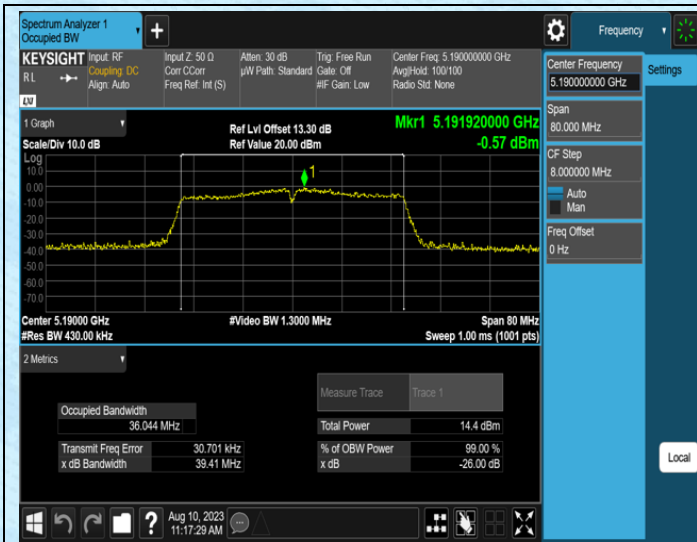 Spectrum Analyzer 1
Occupied BW
Frequency
KEYSIGHT
R L
LXI
Input: RF
Coupling: DC
Align: Auto
Input Z: 50 Ω
Corr CCorr
Freq Ref: Int (S)
Atten: 30 dB
µW Path: Standard
Trig: Free Run
Gate: Off
#IF Gain: Low
Center Freq: 5.190000000 GHz
Avg|Hold: 100/100
Radio Std: None
Center Frequency
5.190000000 GHz
Settings
Span
80.000 MHz
CF Step
8.000000 MHz
Auto
Man
Freq Offset
0 Hz
Local
1 Graph
Scale/Div 10.0 dB
Ref Lvl Offset 13.30 dB
Ref Value 20.00 dBm
Mkr1 5.191920000 GHz
-0.57 dBm
Log
10.0
0.00
-10.0
-20.0
-30.0
-40.0
-50.0
-60.0
-70.0
1
Center 5.19000 GHz
#Res BW 430.00 kHz
#Video BW 1.3000 MHz
Span 80 MHz
Sweep 1.00 ms (1001 pts)
2 Metrics
Measure Trace Trace 1
Occupied Bandwidth
36.044 MHz
Total Power 14.4 dBm
Transmit Freq Error 30.701 kHz
% of OBW Power 99.00 %
x dB Bandwidth 39.41 MHz
x dB -26.00 dB
Aug 10, 2023
11:17:29 AM